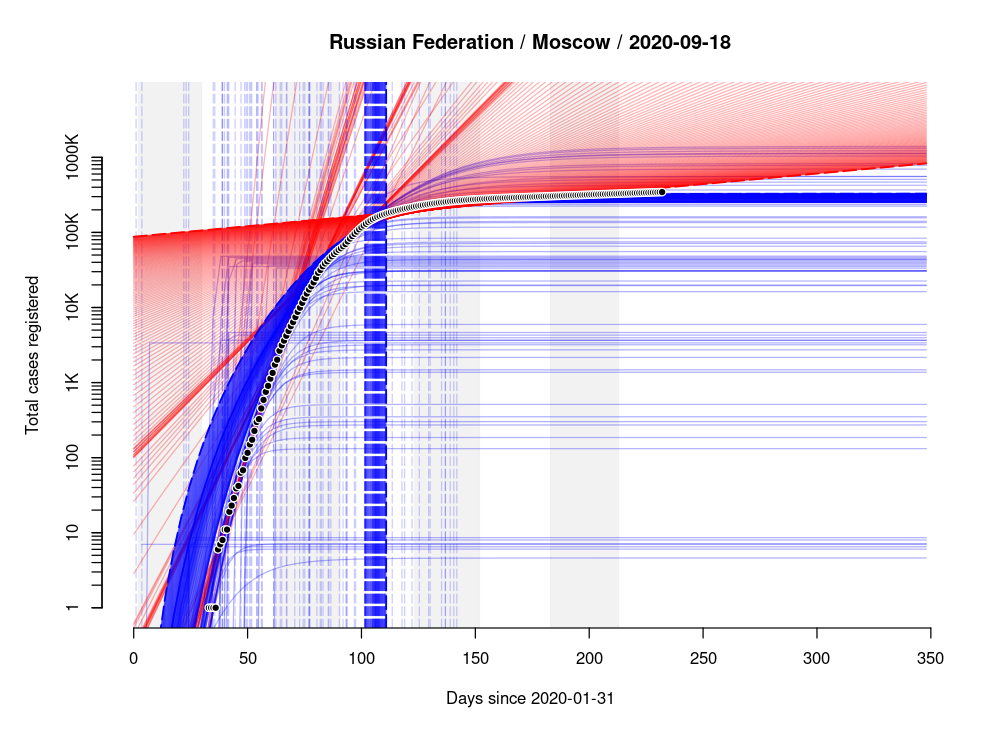 Russian Federation / Moscow / 2020-09-18
Total cases registered
1000K
100K
10K
1K
100
10
1
0 50 100 150 200 250 300 350
Days since 2020-01-31